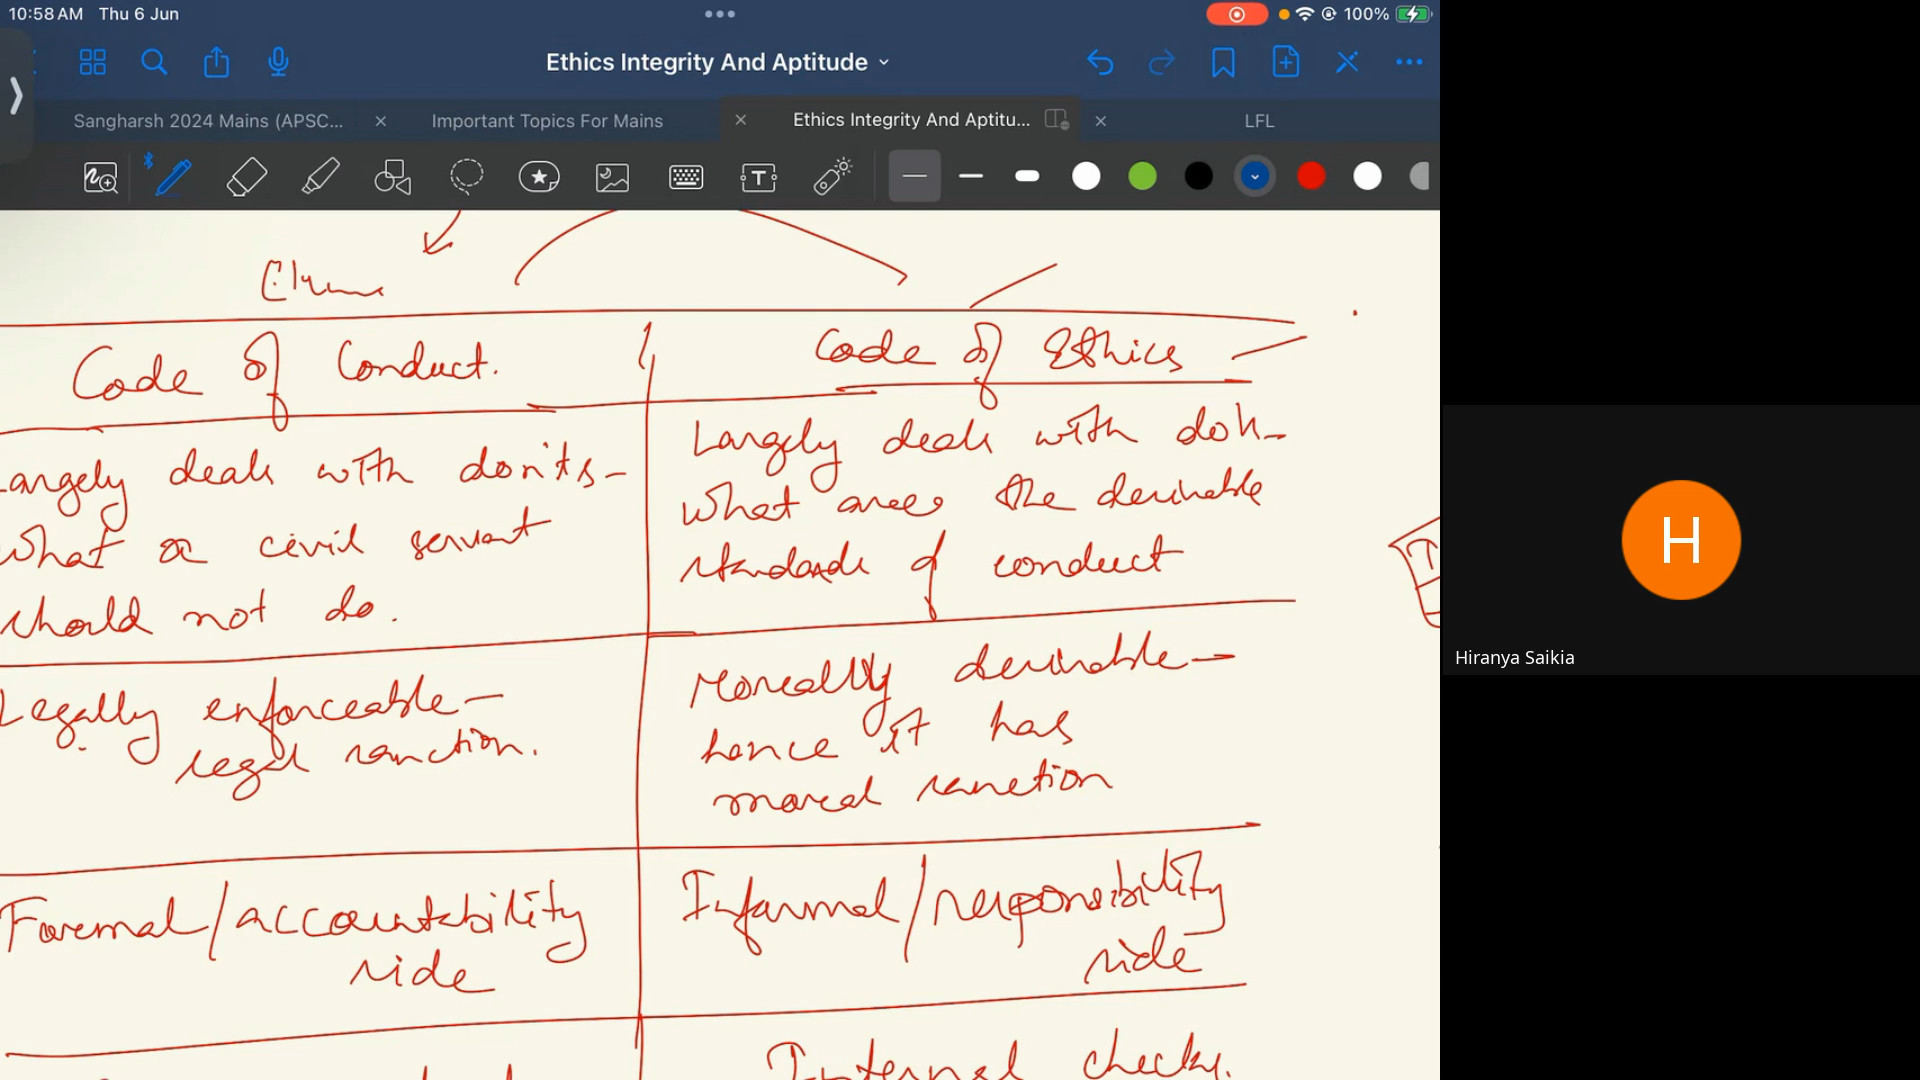 10:58 AM Thu 6 Jun
100%
Ethics Integrity And Aptitude
Sangharsh 2024 Mains (APSC...
Important Topics For Mains
Ethics Integrity And Aptitu...
LFL
Code of Conduct.
Code of Ethics
Largely deals with don'ts-
what a civil servant
should not do.
Largely deals with do's-
what are the desirable
standards of conduct
Legally enforceable-
legal sanction.
Morally desirable-
hence it has
moral sanction
Formal/accountability
side
Informal/responsibility
side
Internal checks.
H
Hiranya Saikia